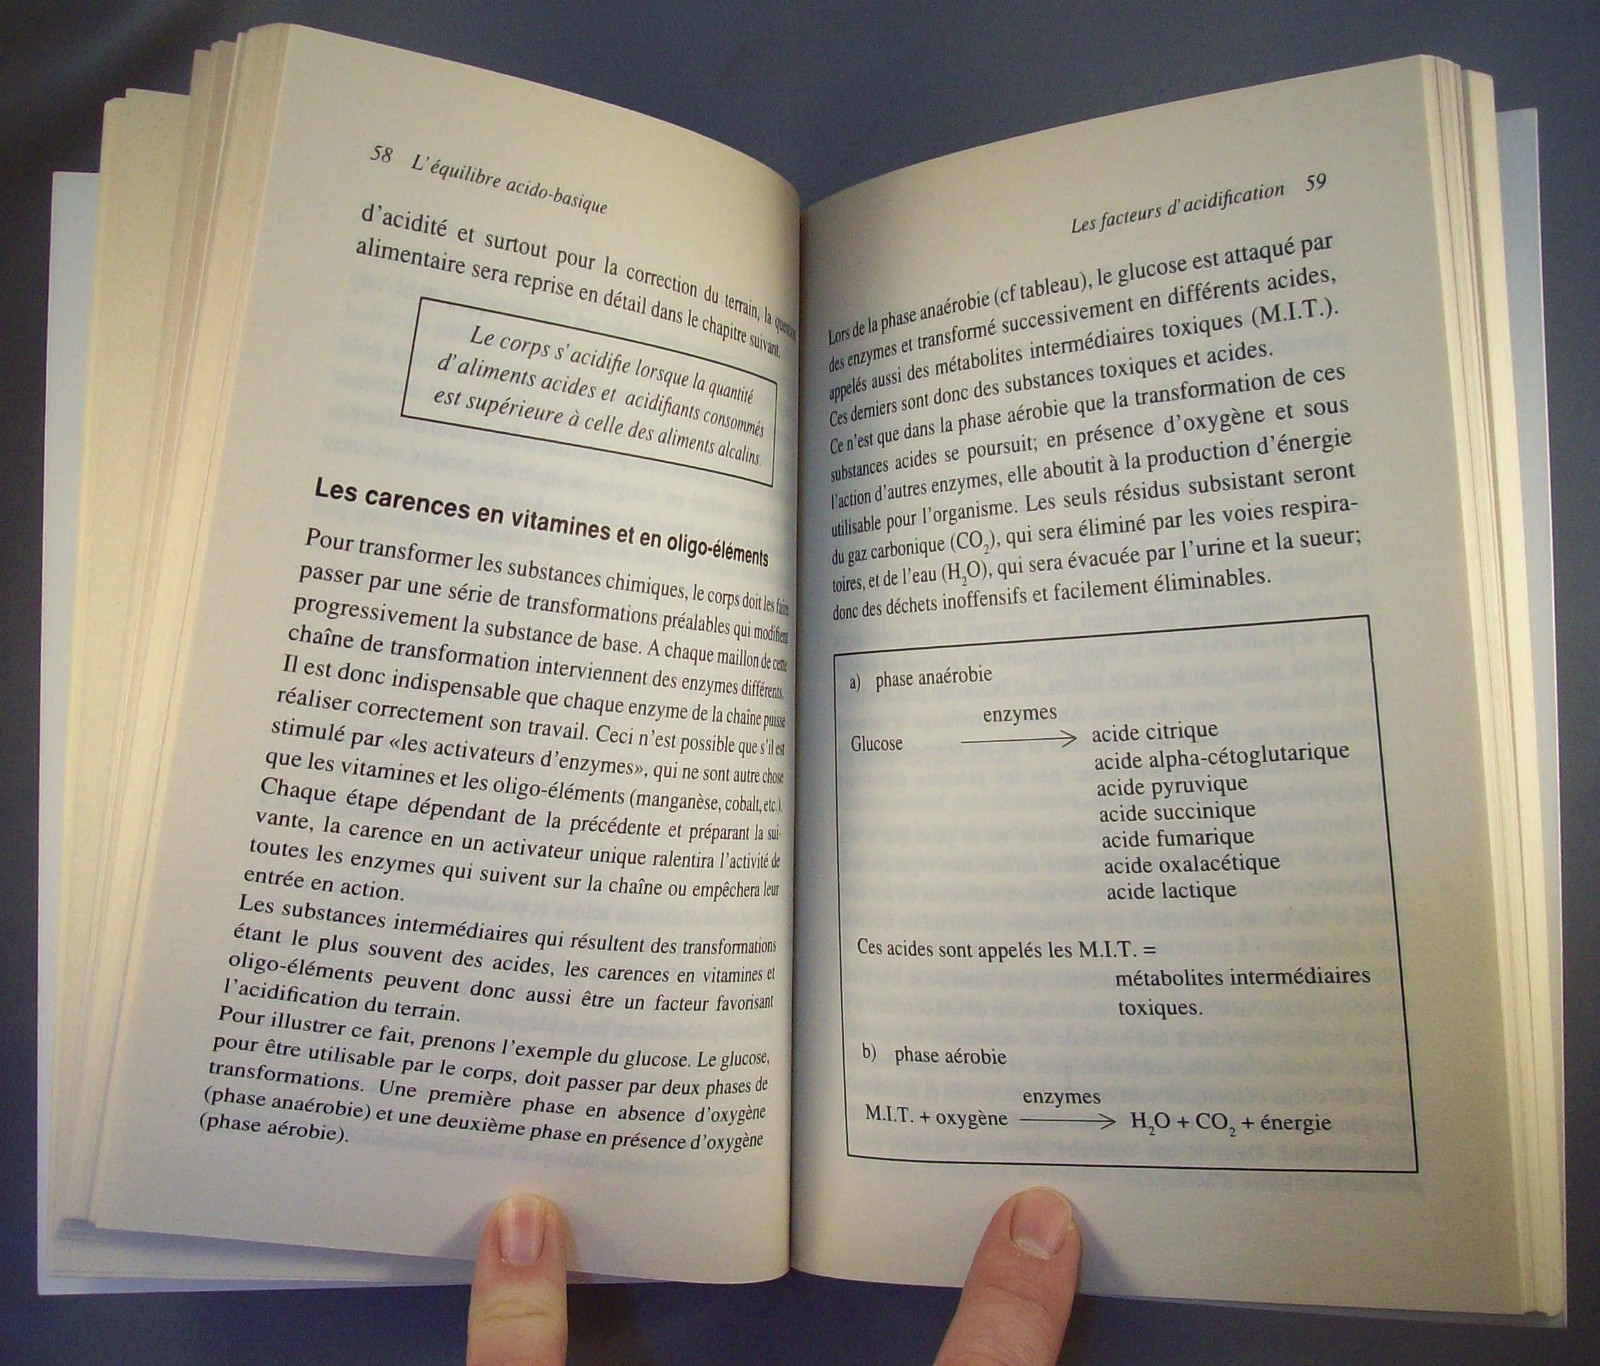 58 L'équilibre acido-basique
d'acidité et surtout pour la correction du terrain, la
alimentaire sera reprise en détail dans le chapitre suivant.
Le corps s'acidifie lorsque la quantité
d'aliments acides et acidifiants consommés
est supérieure à celle des aliments alcalins.
Les carences en vitamines et en oligo-éléments
Pour transformer les substances chimiques, le corps doit les faire
passer par une série de transformations préalables qui modifient
progressivement la substance de base. A chaque maillon de cette
chaîne de transformation interviennent des enzymes différents.
Il est donc indispensable que chaque enzyme de la chaîne puisse
réaliser correctement son travail. Ceci n'est possible que s'il est
stimulé par «les activateurs d'enzymes», qui ne sont autre chose
que les vitamines et les oligo-éléments (manganèse, cobalt, etc.).
Chaque étape dépendant de la précédente et préparant la sui-
vante, la carence en un activateur unique ralentira l'activité de
toutes les enzymes qui suivent sur la chaîne ou empêchera leur
entrée en action.
Les substances intermédiaires qui résultent des transformations
étant le plus souvent des acides, les carences en vitamines et
oligo-éléments peuvent donc aussi être un facteur favorisant
l'acidification du terrain.
Pour illustrer ce fait, prenons l'exemple du glucose. Le glucose,
pour être utilisable par le corps, doit passer par deux phases de
transformations. Une première phase en absence d'oxygène
(phase anaérobie) et une deuxième phase en présence d'oxygène
(phase aérobie).
Les facteurs d'acidification 59
Lors de la phase anaérobie (cf tableau), le glucose est attaqué par
des enzymes et transformé successivement en différents acides,
appelés aussi des métabolites intermédiaires toxiques (M.I.T.).
Ces derniers sont donc des substances toxiques et acides.
Ce n'est que dans la phase aérobie que la transformation de ces
substances acides se poursuit; en présence d'oxygène et sous
l'action d'autres enzymes, elle aboutit à la production d'énergie
utilisable pour l'organisme. Les seuls résidus subsistant seront
du gaz carbonique (CO₂), qui sera éliminé par les voies respira-
toires, et de l'eau (H₂O), qui sera évacuée par l'urine et la sueur;
donc des déchets inoffensifs et facilement éliminables.
a) phase anaérobie
enzymes
Glucose → acide citrique
acide alpha-cétoglutarique
acide pyruvique
acide succinique
acide fumarique
acide oxalacétique
acide lactique
Ces acides sont appelés les M.I.T. =
métabolites intermédiaires
toxiques.
b) phase aérobie
enzymes
M.I.T. + oxygène → H₂O + CO₂ + énergie